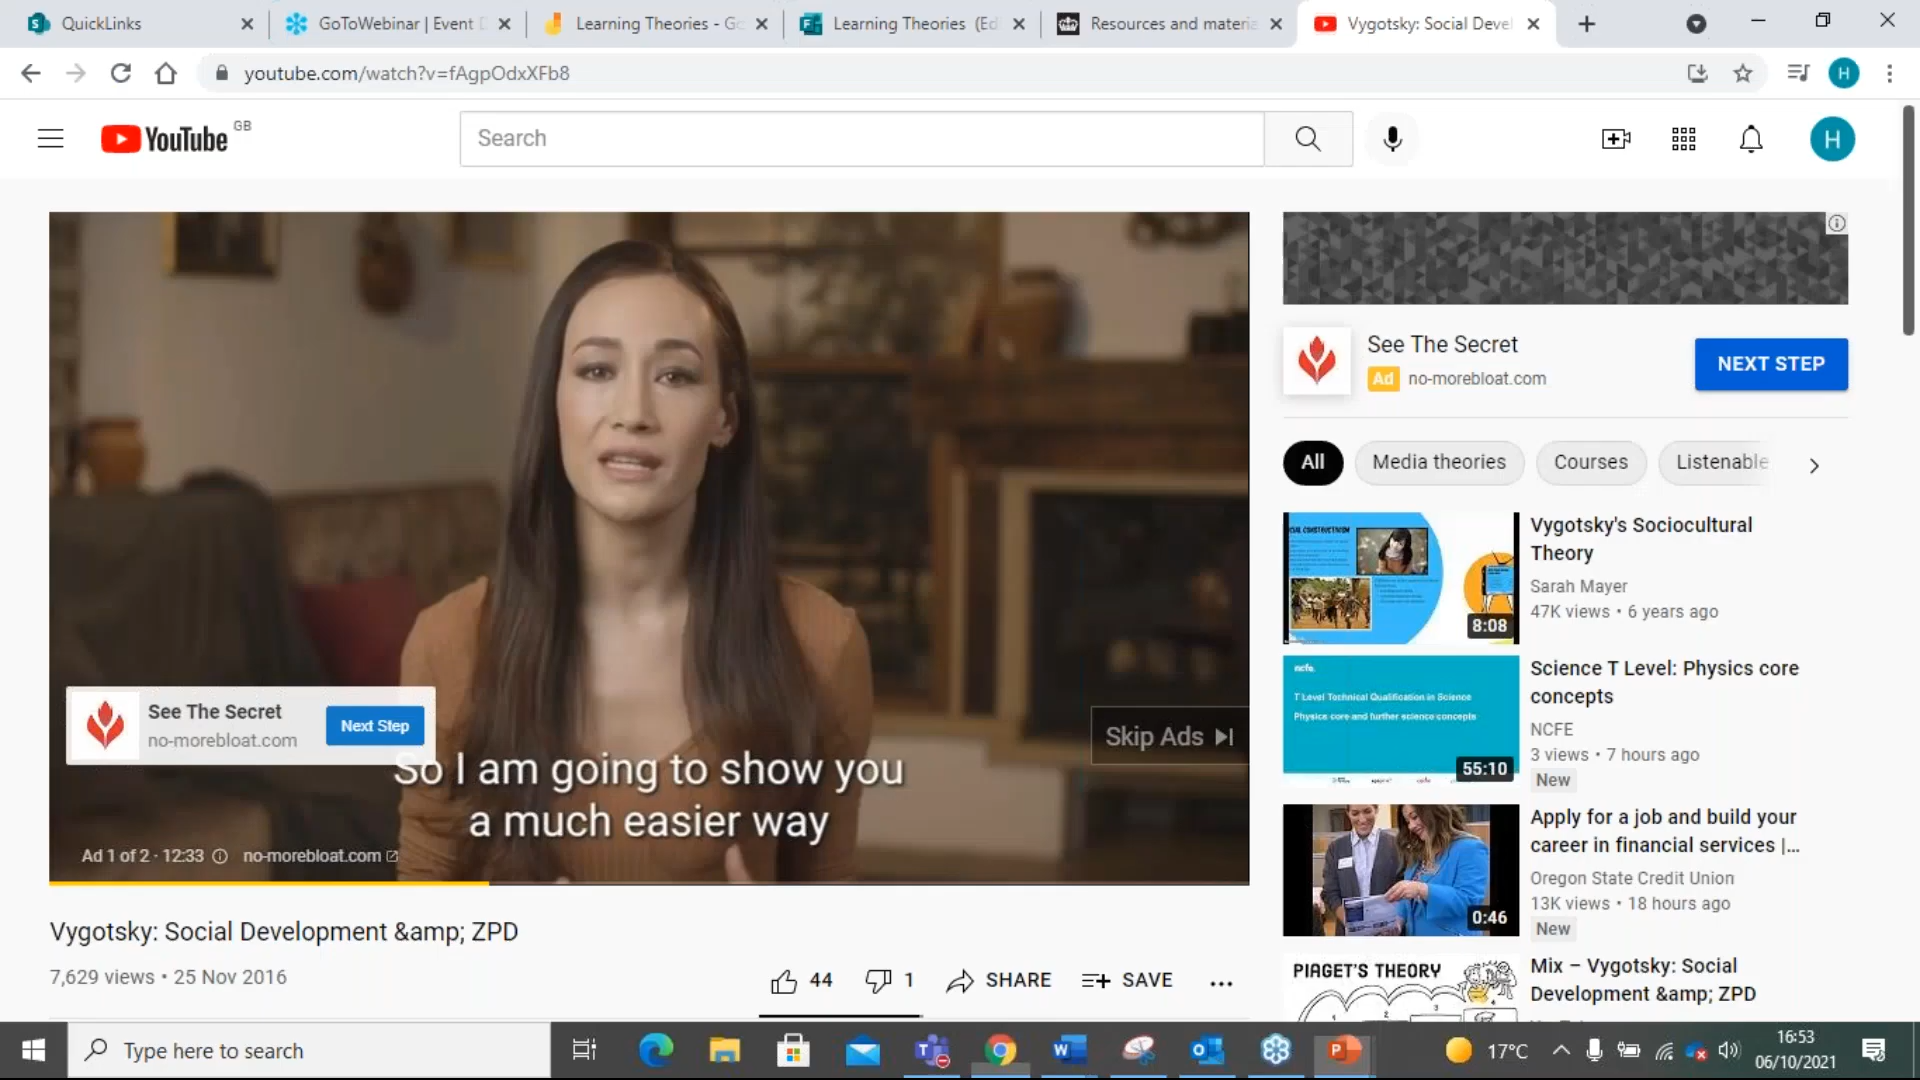 QuickLinks
GoToWebinar | Event
Learning Theories - Go
Learning Theories (Ed
Resources and materia
Vygotsky: Social Devel
youtube.com/watch?v=fAgpOdxXFb8
H
YouTube GB
Search
H
See The Secret
Ad no-morebloat.com
NEXT STEP
All
Media theories
Courses
Listenable
See The Secret
no-morebloat.com
Next Step
Skip Ads
So I am going to show you
a much easier way
Ad 1 of 2 · 12:33
no-morebloat.com
Vygotsky: Social Development &amp; ZPD
7,629 views • 25 Nov 2016
44
1
SHARE
SAVE
8:08
Vygotsky's Sociocultural
Theory
Sarah Mayer
47K views • 6 years ago
ncfe.
T Level Technical Qualification in Science
Physics core and further science concepts
55:10
Science T Level: Physics core
concepts
NCFE
3 views • 7 hours ago
New
0:46
Apply for a job and build your
career in financial services |...
Oregon State Credit Union
13K views • 18 hours ago
New
PIAGET'S THEORY
Mix – Vygotsky: Social
Development &amp; ZPD
Type here to search
17°C
16:53
06/10/2021